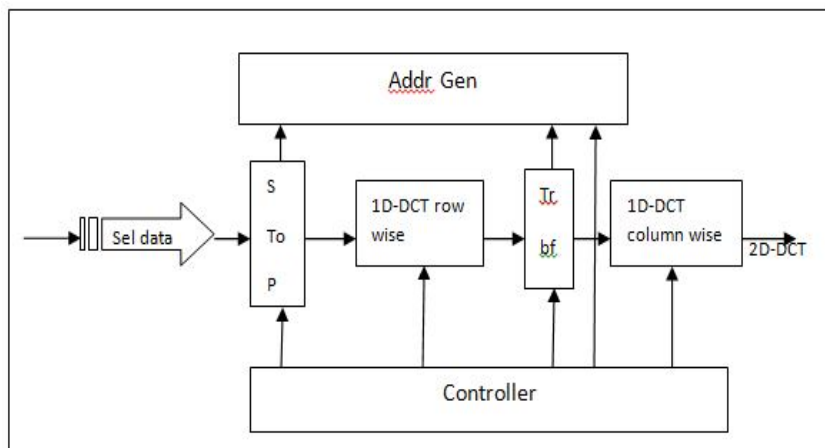 Addr Gen
Sel data
S
To
P
1D-DCT row
wise
Tr
bf
1D-DCT
column wise
2D-DCT
Controller